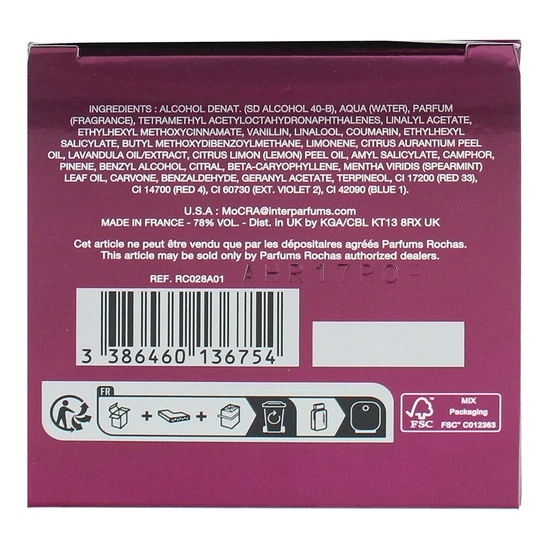 INGREDIENTS : ALCOHOL DENAT. (SD ALCOHOL 40-B), AQUA (WATER), PARFUM
(FRAGRANCE), TETRAMETHYL ACETYLOCTAHYDRONAPHTHALENES, LINALYL ACETATE,
ETHYLHEXYL METHOXYCINNAMATE, VANILLIN, LINALOOL, COUMARIN, ETHYLHEXYL
SALICYLATE, BUTYL METHOXYDIBENZOYLMETHANE, LIMONENE, CITRUS AURANTIUM PEEL
OIL, LAVANDULA OIL/EXTRACT, CITRUS LIMON (LEMON) PEEL OIL, AMYL SALICYLATE, CAMPHOR,
PINENE, BENZYL ALCOHOL, CITRAL, BETA-CARYOPHYLLENE, MENTHA VIRIDIS (SPEARMINT)
LEAF OIL, CARVONE, BENZALDEHYDE, GERANYL ACETATE, TERPINEOL, CI 17200 (RED 33),
CI 14700 (RED 4), CI 60730 (EXT. VIOLET 2), CI 42090 (BLUE 1).
U.S.A : MoCRA@interparfums.com
MADE IN FRANCE - 78% VOL. - Dist. in UK by KGA/CBL KT13 8RX UK
Cet article ne peut être vendu que par les dépositaires agréés Parfums Rochas.
This article may be sold only by Parfums Rochas authorized dealers.
REF. RC028A01
3 386460 136754
FR
MIX
Packaging
FSC
FSC™ C012363